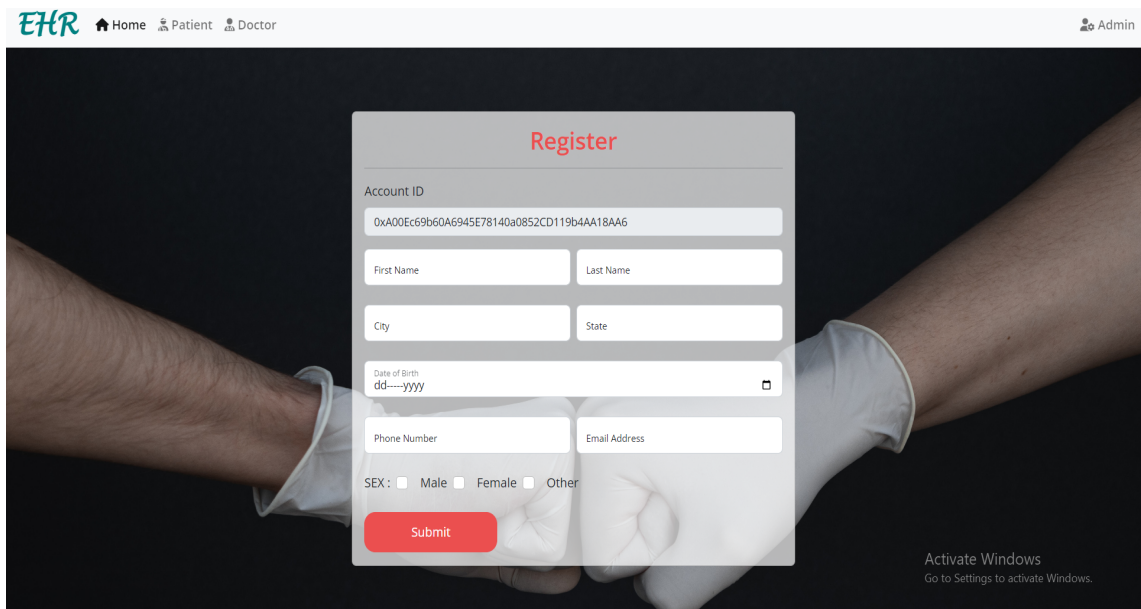 EHR Home Patient Doctor Admin
Register
Account ID
0xA00Ec69b60A6945E78140a0852CD119b4AA18AA6
First Name Last Name
City State
Date of Birth
dd-----yyyy
Phone Number Email Address
SEX : Male Female Other
Submit
Activate Windows
Go to Settings to activate Windows.